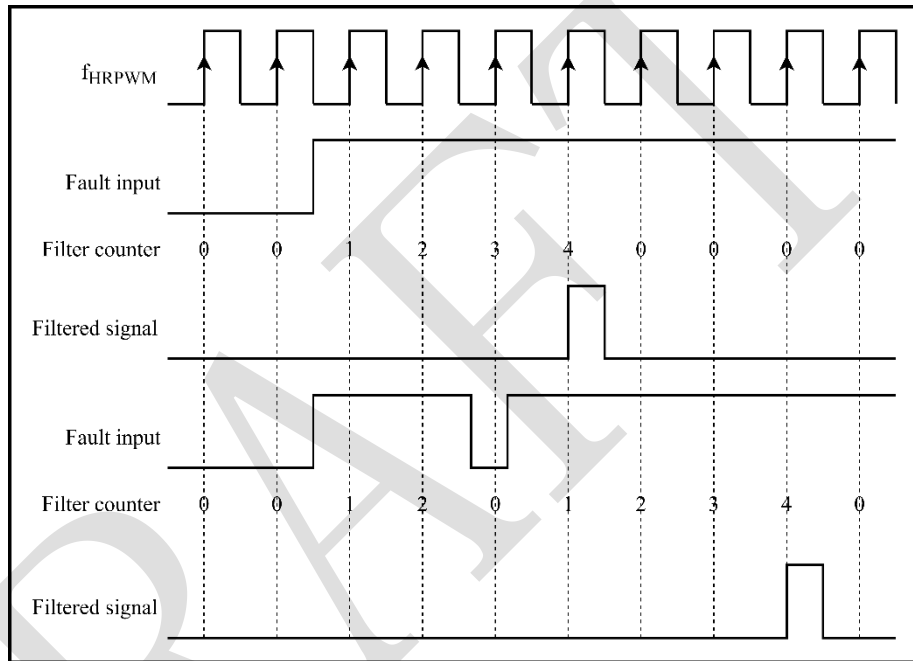 fHRPWM
Fault input
Filter counter 0 0 1 2 3 4 0 0 0 0
Filtered signal
Fault input
Filter counter 0 0 1 2 0 1 2 3 4 0
Filtered signal